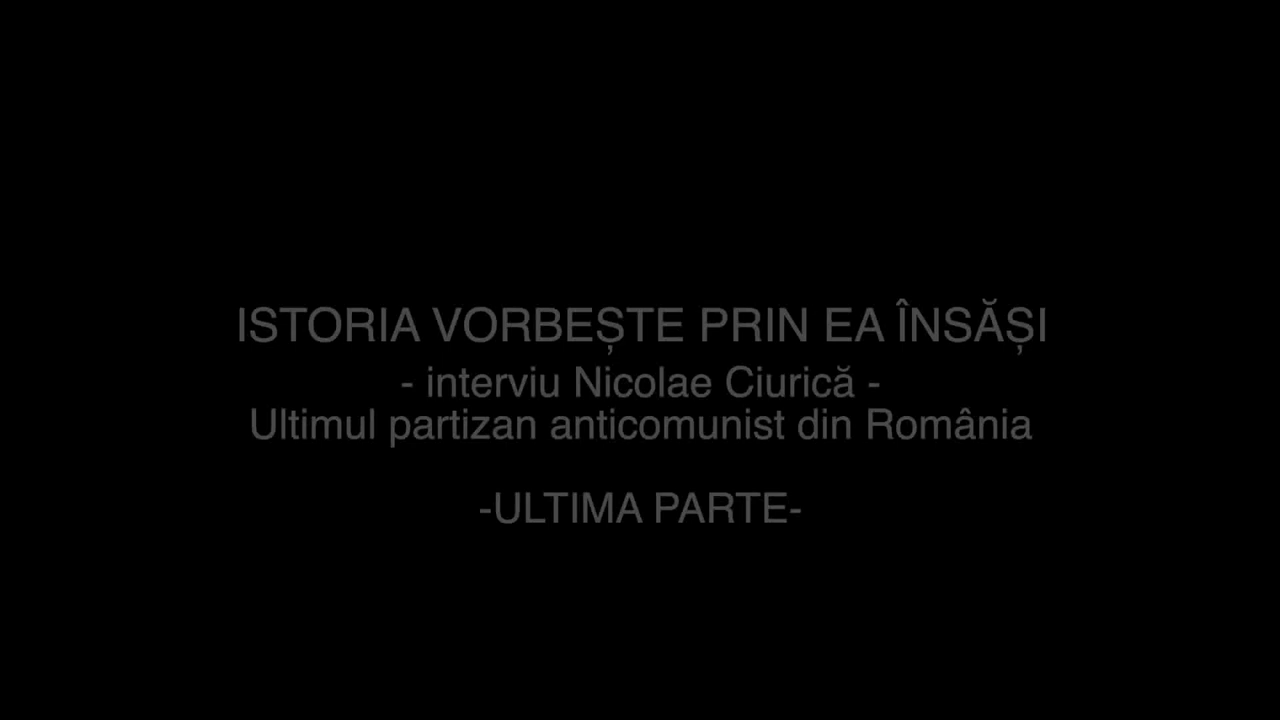 ISTORIA VORBEȘTE PRIN EA ÎNSĂȘI
- interviu Nicolae Ciurică -
Ultimul partizan anticomunist din România
-ULTIMA PARTE-